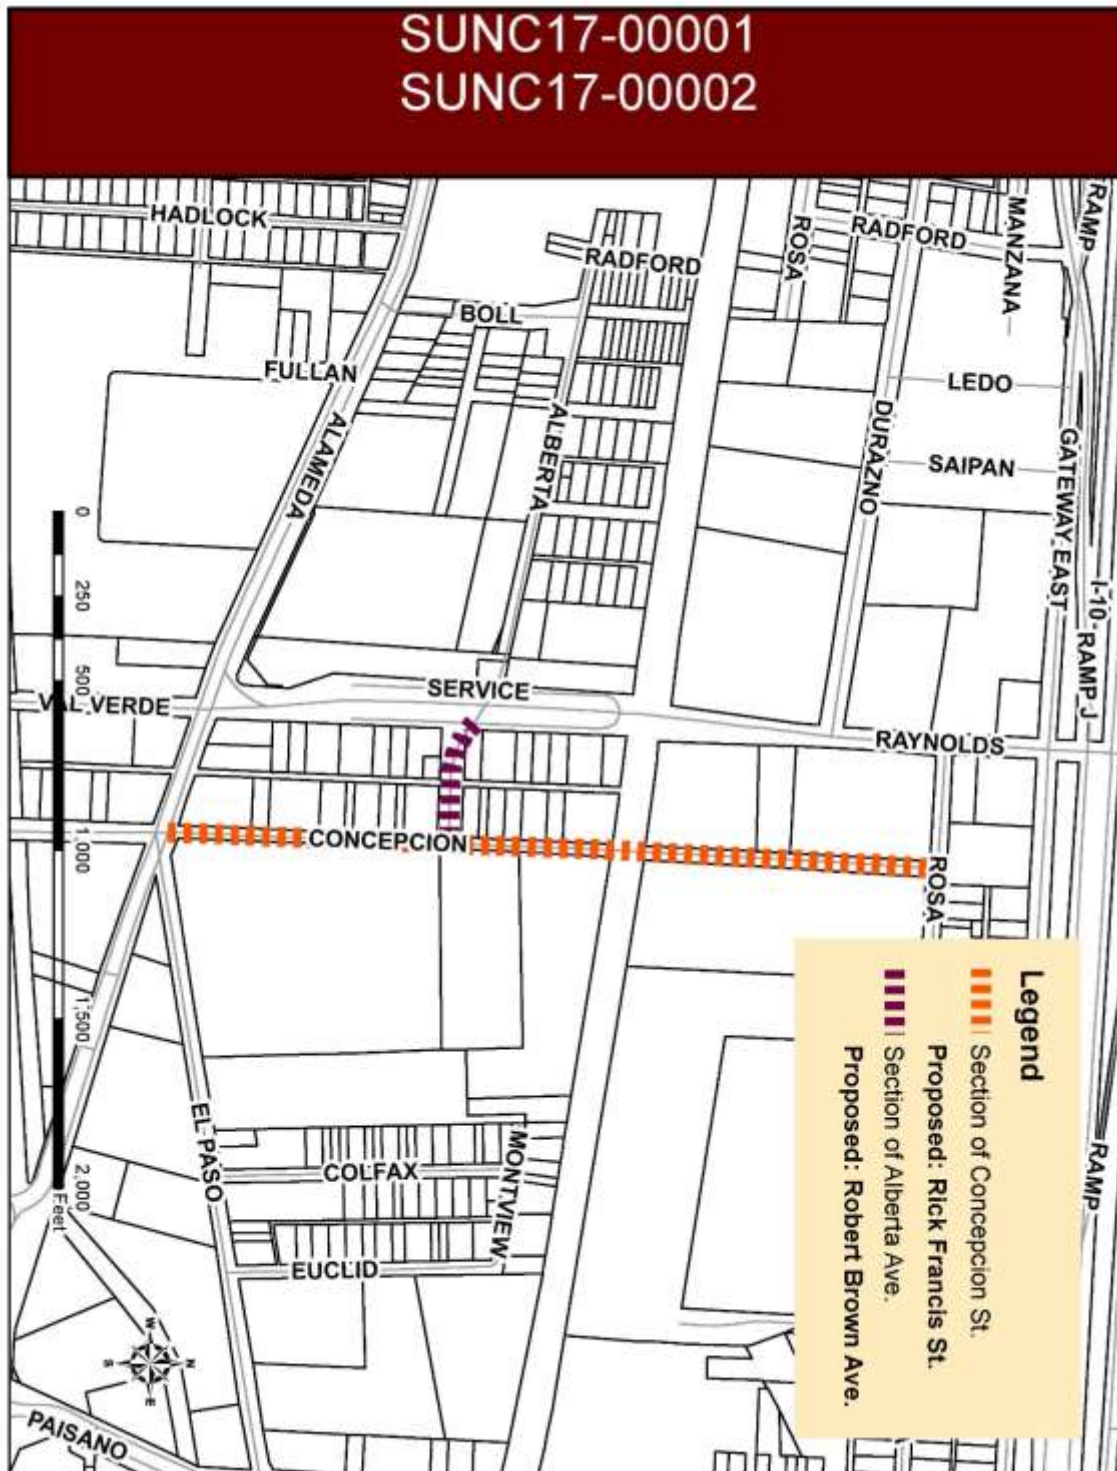 SUNC17-00001
SUNC17-00002
HADLOCK
RADFORD
ROSA
RADFORD
MANZANA
RAMP
BOLL
FULLAN
ALAMEDA
ALBERTA
LEDO
DURAZNO
SAIPAN
GATEWAY EAST
I-10
RAMP J
VAL VERDE
SERVICE
RAYNOLDS
CONCEPCION
ROSA
EL PASO
COLFAX
MONTVIEW
EUCLID
PAISANO
RAMP
Legend
Section of Concepcion St.
Proposed: Rick Francis St.
Section of Alberta Ave.
Proposed: Robert Brown Ave.
0
250
500
1,000
1,500
2,000
Feet
N
W
E
S